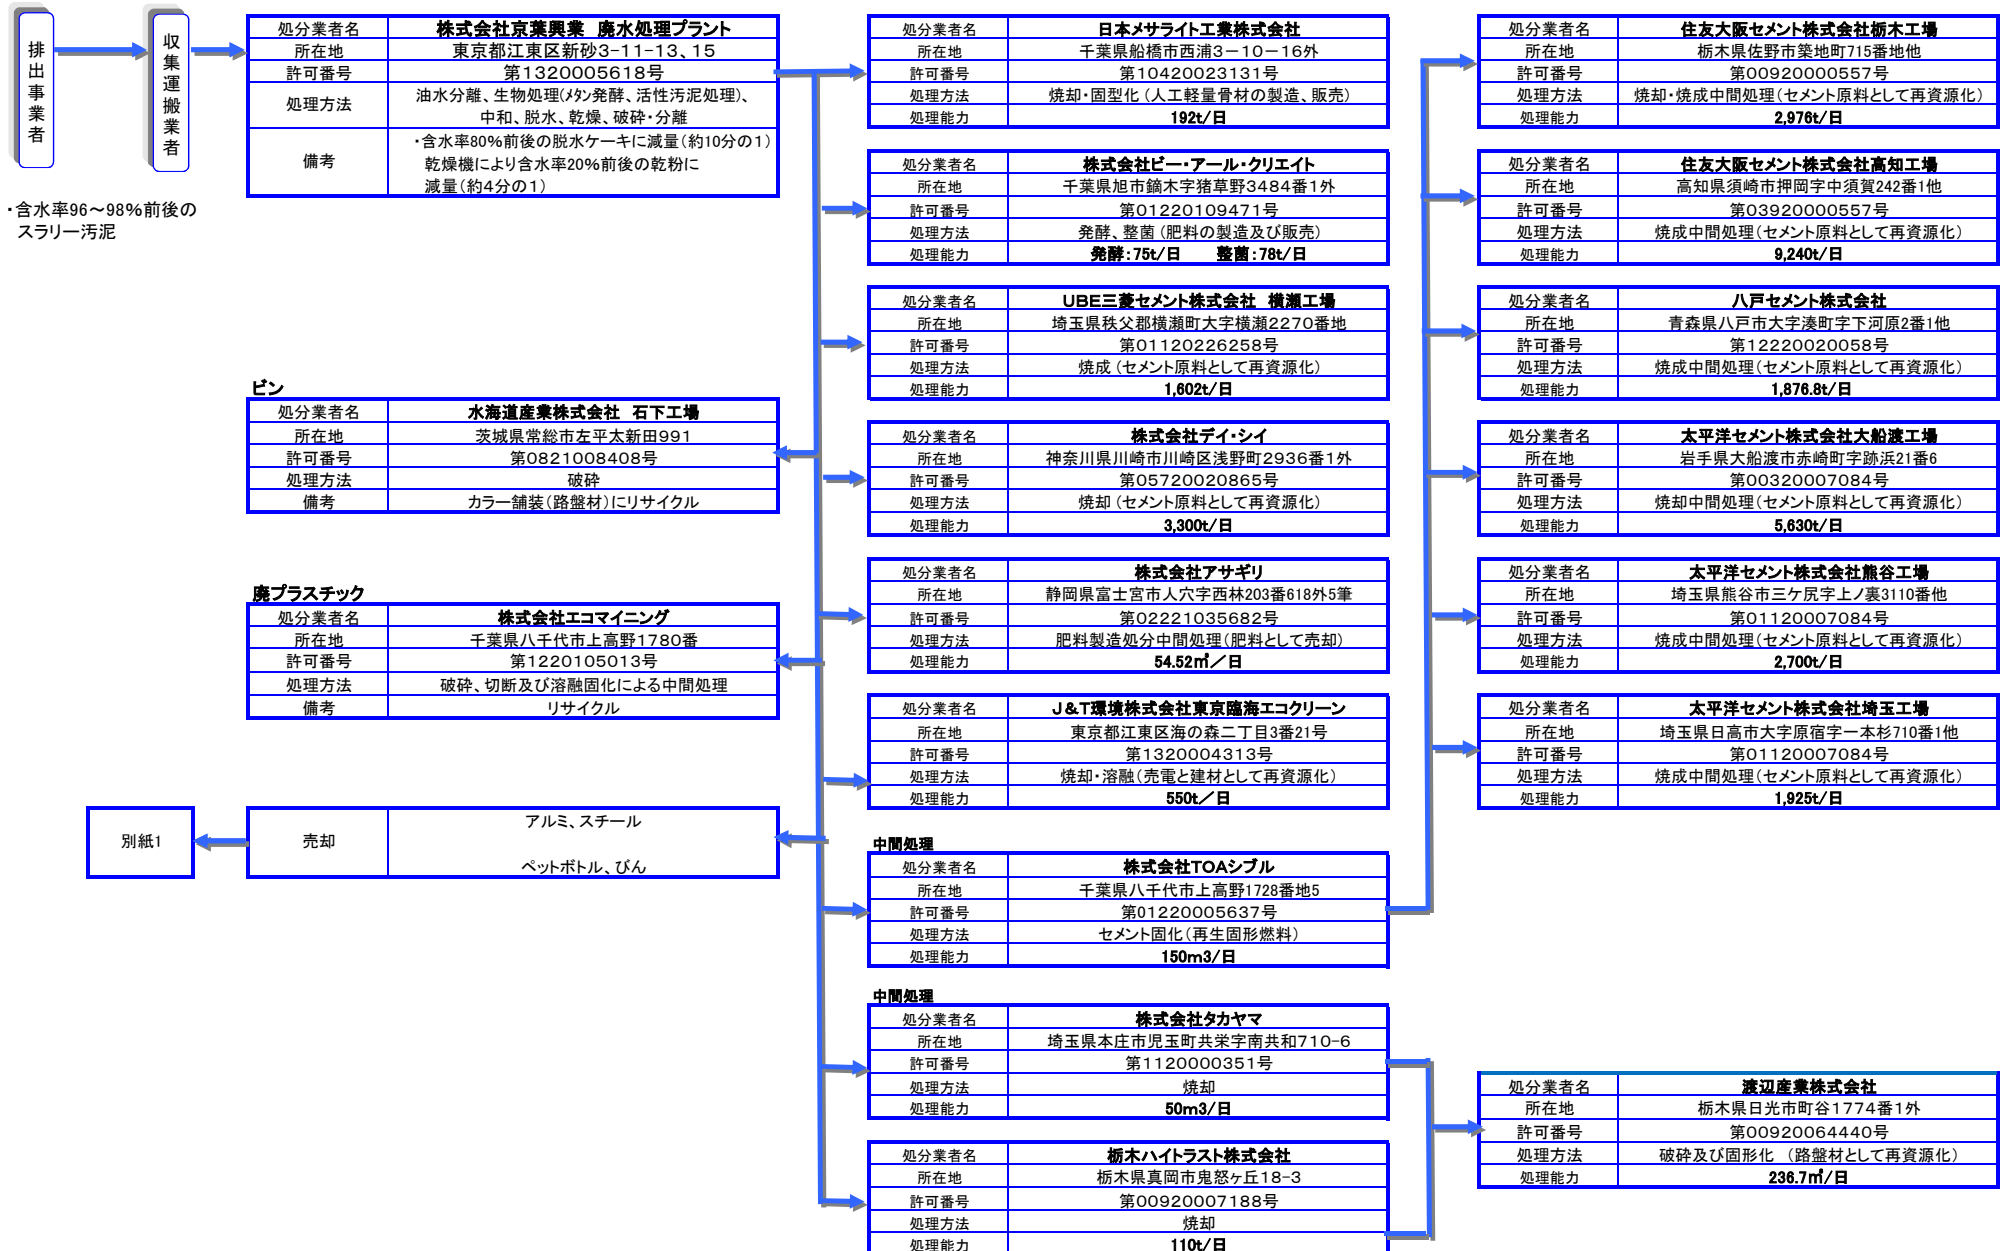 排出事業者
収集運搬業者
・含水率96～98%前後の
スラリー汚泥
処分業者名 株式会社京葉興業 廃水処理プラント
所在地 東京都江東区新砂3-11-13、15
許可番号 第1320005618号
処理方法 油水分離、生物処理(メタン発酵、活性汚泥処理)、
中和、脱水、乾燥、破砕・分離
備考 ・含水率80%前後の脱水ケーキに減量(約10分の1)
乾燥機により含水率20%前後の乾粉に
減量(約4分の1)
ビン
処分業者名 水海道産業株式会社 石下工場
所在地 茨城県常総市左平太新田991
許可番号 第0821008408号
処理方法 破砕
備考 カラー舗装(路盤材)にリサイクル
廃プラスチック
処分業者名 株式会社エコマイニング
所在地 千葉県八千代市上高野1780番
許可番号 第1220105013号
処理方法 破砕、切断及び溶融固化による中間処理
備考 リサイクル
別紙1
売却
アルミ、スチール
ペットボトル、びん
処分業者名 日本メサライト工業株式会社
所在地 千葉県船橋市西浦3－10－16外
許可番号 第10420023131号
処理方法 焼却・固型化 (人工軽量骨材の製造、販売)
処理能力 192t/日
処分業者名 株式会社ビー・アール・クリエイト
所在地 千葉県旭市鏑木字猪草野3484番1外
許可番号 第01220109471号
処理方法 発酵、整菌 (肥料の製造及び販売)
処理能力 発酵：75t/日 整菌：78t/日
処分業者名 UBE三菱セメント株式会社 横瀬工場
所在地 埼玉県秩父郡横瀬町大字横瀬2270番地
許可番号 第01120226258号
処理方法 焼成 (セメント原料として再資源化)
処理能力 1,602t/日
処分業者名 株式会社デイ・シイ
所在地 神奈川県川崎市川崎区浅野町2936番1外
許可番号 第05720020865号
処理方法 焼却 (セメント原料として再資源化)
処理能力 3,300t/日
処分業者名 株式会社アサギリ
所在地 静岡県富士宮市人穴字西林203番618外5筆
許可番号 第02221035682号
処理方法 肥料製造処分中間処理(肥料として売却)
処理能力 54.52㎥／日
処分業者名 J＆T環境株式会社東京臨海エコクリーン
所在地 東京都江東区海の森二丁目3番21号
許可番号 第1320004313号
処理方法 焼却・溶融(売電と建材として再資源化)
処理能力 550t／日
中間処理
処分業者名 株式会社TOAシブル
所在地 千葉県八千代市上高野1728番地5
許可番号 第01220005637号
処理方法 セメント固化(再生固形燃料)
処理能力 150m3/日
中間処理
処分業者名 株式会社タカヤマ
所在地 埼玉県本庄市児玉町共栄字南共和710-6
許可番号 第1120000351号
処理方法 焼却
処理能力 50m3/日
処分業者名 栃木ハイトラスト株式会社
所在地 栃木県真岡市鬼怒ヶ丘18-3
許可番号 第00920007188号
処理方法 焼却
処理能力 110t/日
処分業者名 住友大阪セメント株式会社栃木工場
所在地 栃木県佐野市築地町715番地他
許可番号 第00920000557号
処理方法 焼却・焼成中間処理(セメント原料として再資源化)
処理能力 2,976t/日
処分業者名 住友大阪セメント株式会社高知工場
所在地 高知県須崎市押岡字中須賀242番1他
許可番号 第03920000557号
処理方法 焼成中間処理(セメント原料として再資源化)
処理能力 9,240t/日
処分業者名 八戸セメント株式会社
所在地 青森県八戸市大字湊町字下河原2番1他
許可番号 第12220020058号
処理方法 焼成中間処理(セメント原料として再資源化)
処理能力 1,876.8t/日
処分業者名 太平洋セメント株式会社大船渡工場
所在地 岩手県大船渡市赤崎町字跡浜21番6
許可番号 第00320007084号
処理方法 焼却中間処理(セメント原料として再資源化)
処理能力 5,630t/日
処分業者名 太平洋セメント株式会社熊谷工場
所在地 埼玉県熊谷市三ケ尻字上ノ裏3110番他
許可番号 第01120007084号
処理方法 焼成中間処理(セメント原料として再資源化)
処理能力 2,700t/日
処分業者名 太平洋セメント株式会社埼玉工場
所在地 埼玉県日高市大字原宿字一本杉710番1他
許可番号 第01120007084号
処理方法 焼成中間処理(セメント原料として再資源化)
処理能力 1,925t/日
処分業者名 渡辺産業株式会社
所在地 栃木県日光市町谷1774番1外
許可番号 第00920064440号
処理方法 破砕及び固形化 (路盤材として再資源化)
処理能力 236.7㎥/日